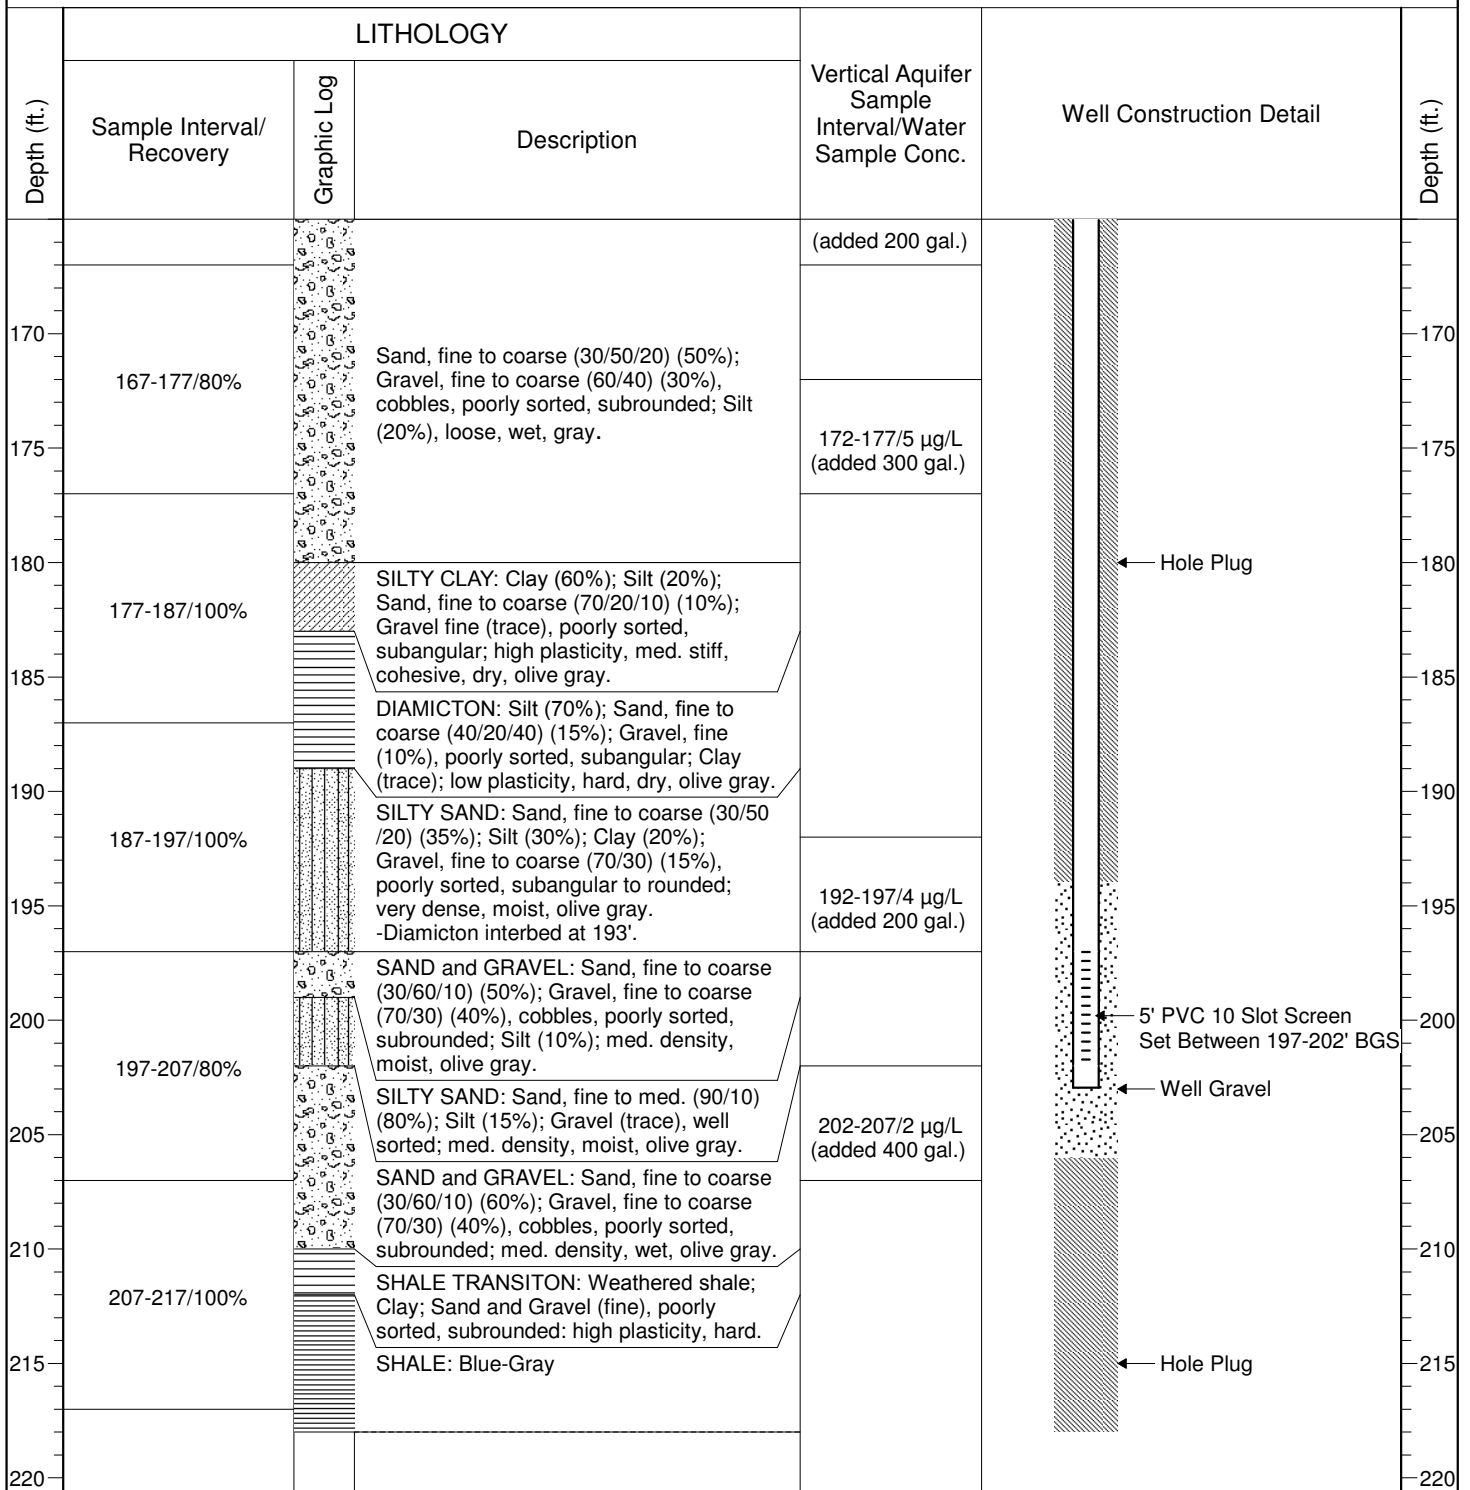 LITHOLOGY
Depth (ft.)
Sample Interval/
Recovery
Graphic Log
Description
Vertical Aquifer
Sample
Interval/Water
Sample Conc.
Well Construction Detail
Depth (ft.)
(added 200 gal.)
170
170
167-177/80%
Sand, fine to coarse (30/50/20) (50%);
Gravel, fine to coarse (60/40) (30%),
cobbles, poorly sorted, subrounded; Silt
(20%), loose, wet, gray.
172-177/5 µg/L
(added 300 gal.)
175
175
180
Hole Plug
180
177-187/100%
SILTY CLAY: Clay (60%); Silt (20%);
Sand, fine to coarse (70/20/10) (10%);
Gravel fine (trace), poorly sorted,
subangular; high plasticity, med. stiff,
cohesive, dry, olive gray.
185
185
DIAMICTON: Silt (70%); Sand, fine to
coarse (40/20/40) (15%); Gravel, fine
(10%), poorly sorted, subangular; Clay
(trace); low plasticity, hard, dry, olive gray.
190
190
187-197/100%
SILTY SAND: Sand, fine to coarse (30/50
/20) (35%); Silt (30%); Clay (20%);
Gravel, fine to coarse (70/30) (15%),
poorly sorted, subangular to rounded;
very dense, moist, olive gray.
-Diamicton interbed at 193'.
192-197/4 µg/L
(added 200 gal.)
195
195
SAND and GRAVEL: Sand, fine to coarse
(30/60/10) (50%); Gravel, fine to coarse
(70/30) (40%), cobbles, poorly sorted,
subrounded; Silt (10%); med. density,
moist, olive gray.
200
5' PVC 10 Slot Screen
Set Between 197-202' BGS
200
197-207/80%
Well Gravel
SILTY SAND: Sand, fine to med. (90/10)
(80%); Silt (15%); Gravel (trace), well
sorted; med. density, moist, olive gray.
202-207/2 µg/L
(added 400 gal.)
205
205
SAND and GRAVEL: Sand, fine to coarse
(30/60/10) (60%); Gravel, fine to coarse
(70/30) (40%), cobbles, poorly sorted,
subrounded; med. density, wet, olive gray.
210
210
207-217/100%
SHALE TRANSITON: Weathered shale;
Clay; Sand and Gravel (fine), poorly
sorted, subrounded: high plasticity, hard.
215
SHALE: Blue-Gray
Hole Plug
215
220
220